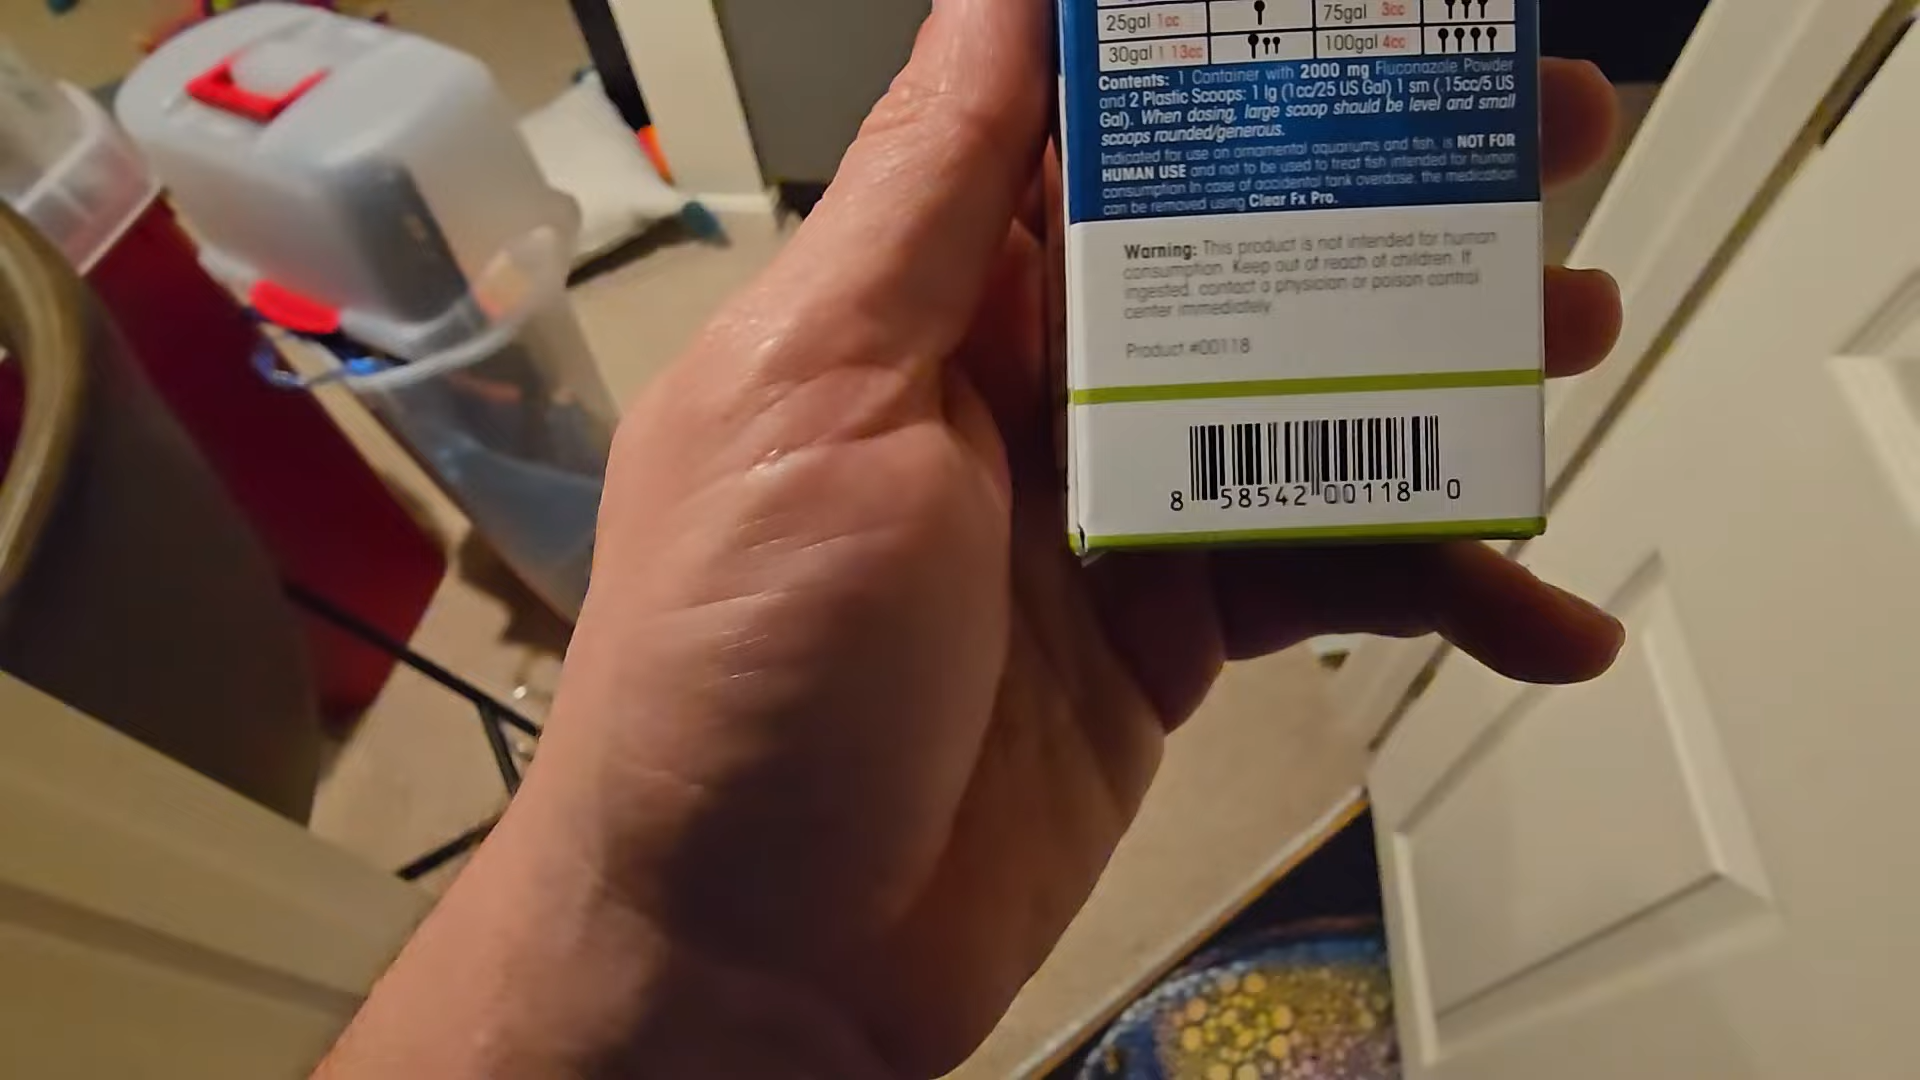 25gal 1cc 75gal 3cc
30gal 1 .13cc 100gal 4cc
Contents: 1 Container with 2000 mg Fluconazole Powder
and 2 Plastic Scoops: 1 lg (1cc/25 US Gal) 1 sm (.15cc/5 US
Gal). When dosing, large scoop should be level and small
scoops rounded/generous.
Indicated for use on ornamental aquariums and fish, is NOT FOR
HUMAN USE and not to be used to treat fish intended for human
consumption. In case of accidental tank overdose, the medication
can be removed using Clear Fx Pro.
Warning: This product is not intended for human
consumption. Keep out of reach of children. If
ingested, contact a physician or poison control
center immediately.
Product #00118
8 58542 00118 0